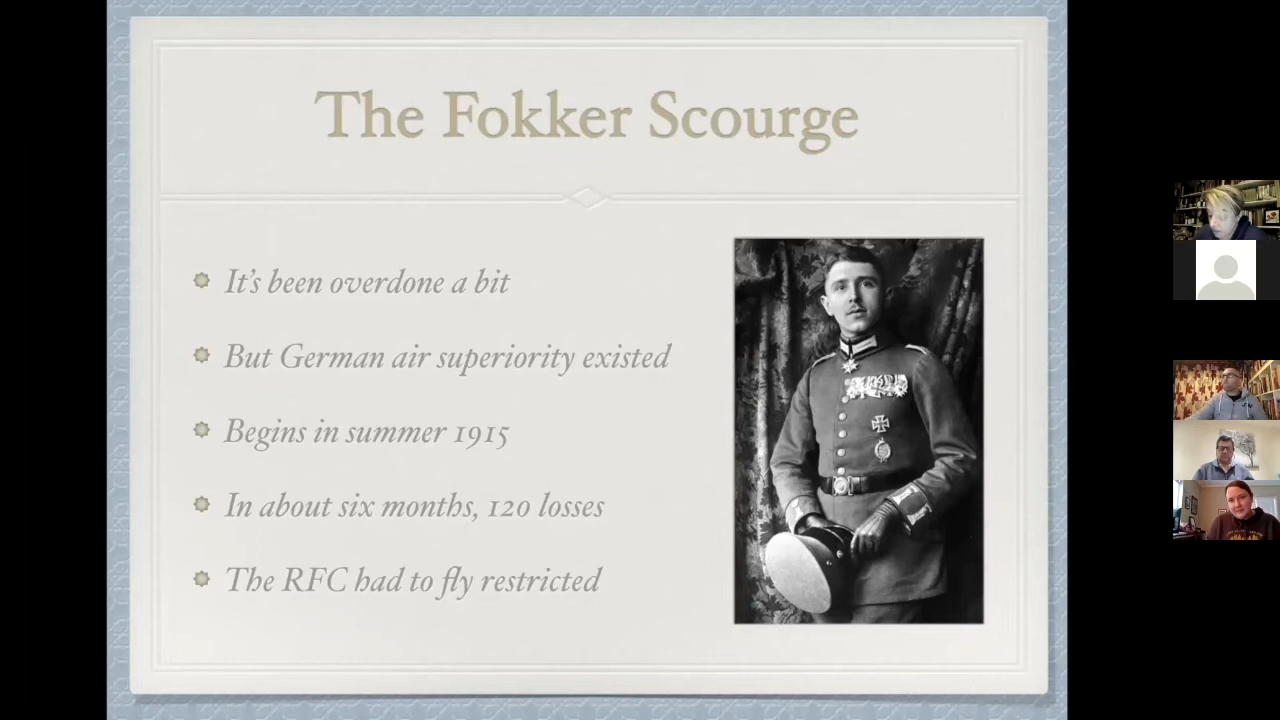 The Fokker Scourge
It's been overdone a bit
But German air superiority existed
Begins in summer 1915
In about six months, 120 losses
The RFC had to fly restricted